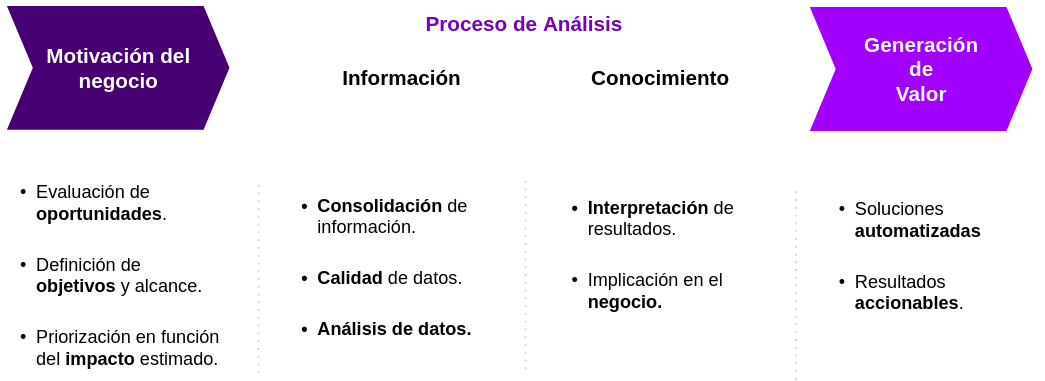 Motivación del
negocio
Proceso de Análisis
Información
Conocimiento
Generación
de
Valor
• Evaluación de
oportunidades.
• Definición de
objetivos y alcance.
• Priorización en función
del impacto estimado.
• Consolidación de
información.
• Calidad de datos.
• Análisis de datos.
• Interpretación de
resultados.
• Implicación en el
negocio.
• Soluciones
automatizadas
• Resultados
accionables.